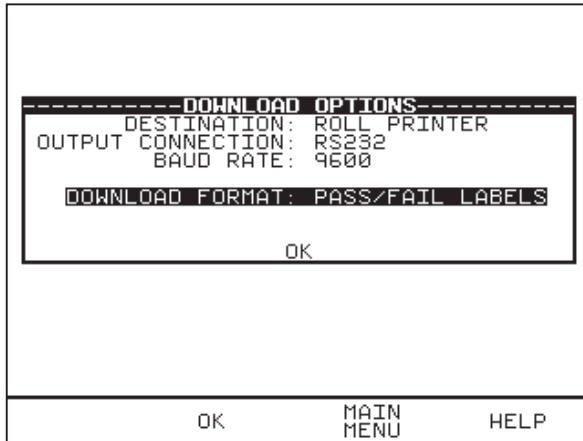 -----------DOWNLOAD OPTIONS-----------
DESTINATION: ROLL PRINTER
OUTPUT CONNECTION: RS232
BAUD RATE: 9600
DOWNLOAD FORMAT: PASS/FAIL LABELS
OK
OK MAIN MENU HELP